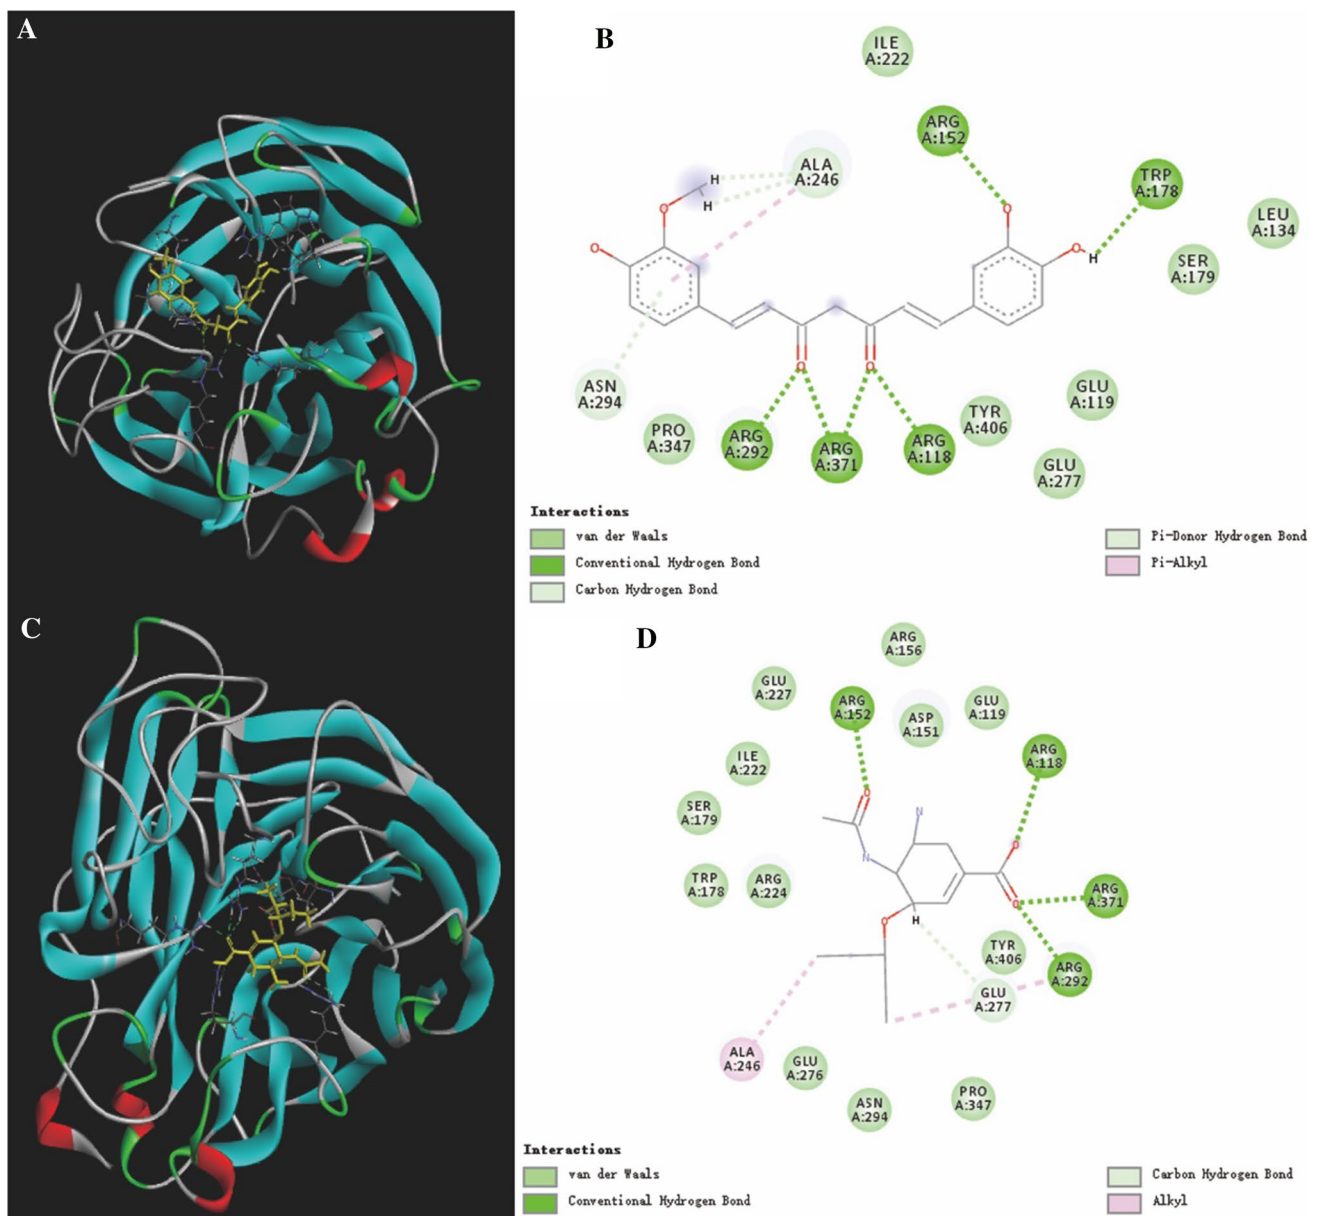 A
B
ILE
A:222
ARG
A:152
ALA
A:246
TRP
A:178
LEU
A:134
SER
A:179
H
H
O
O
O
O
H
O
O
ASN
A:294
PRO
A:347
ARG
A:292
ARG
A:371
ARG
A:118
TYR
A:406
GLU
A:119
GLU
A:277
Interactions
van der Waals
Conventional Hydrogen Bond
Carbon Hydrogen Bond
Pi-Donor Hydrogen Bond
Pi-Alkyl
C
D
ARG
A:156
GLU
A:227
ARG
A:152
ASP
A:151
GLU
A:119
ARG
A:118
ILE
A:222
SER
A:179
TRP
A:178
ARG
A:224
O
N
N
O
O
O
H
ARG
A:371
TYR
A:406
ARG
A:292
GLU
A:277
ALA
A:246
GLU
A:276
ASN
A:294
PRO
A:347
Interactions
van der Waals
Conventional Hydrogen Bond
Carbon Hydrogen Bond
Alkyl